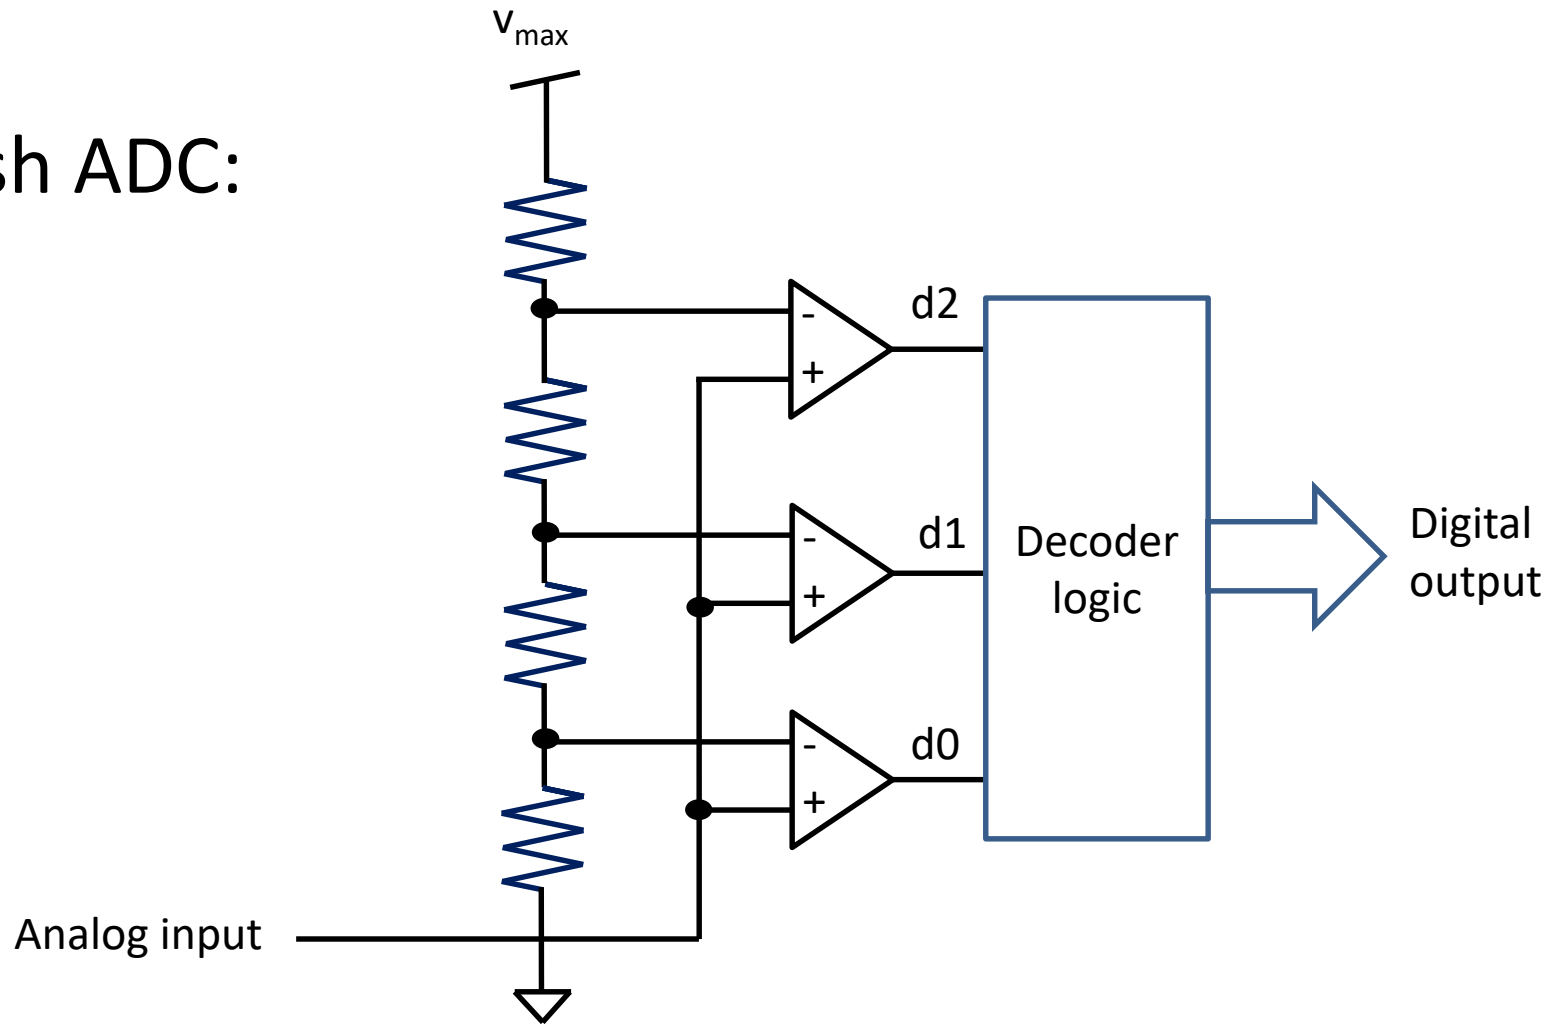 vmax
sh ADC:
d2
-
+
d1
-
+
Decoder
logic
Digital
output
d0
-
+
Analog input